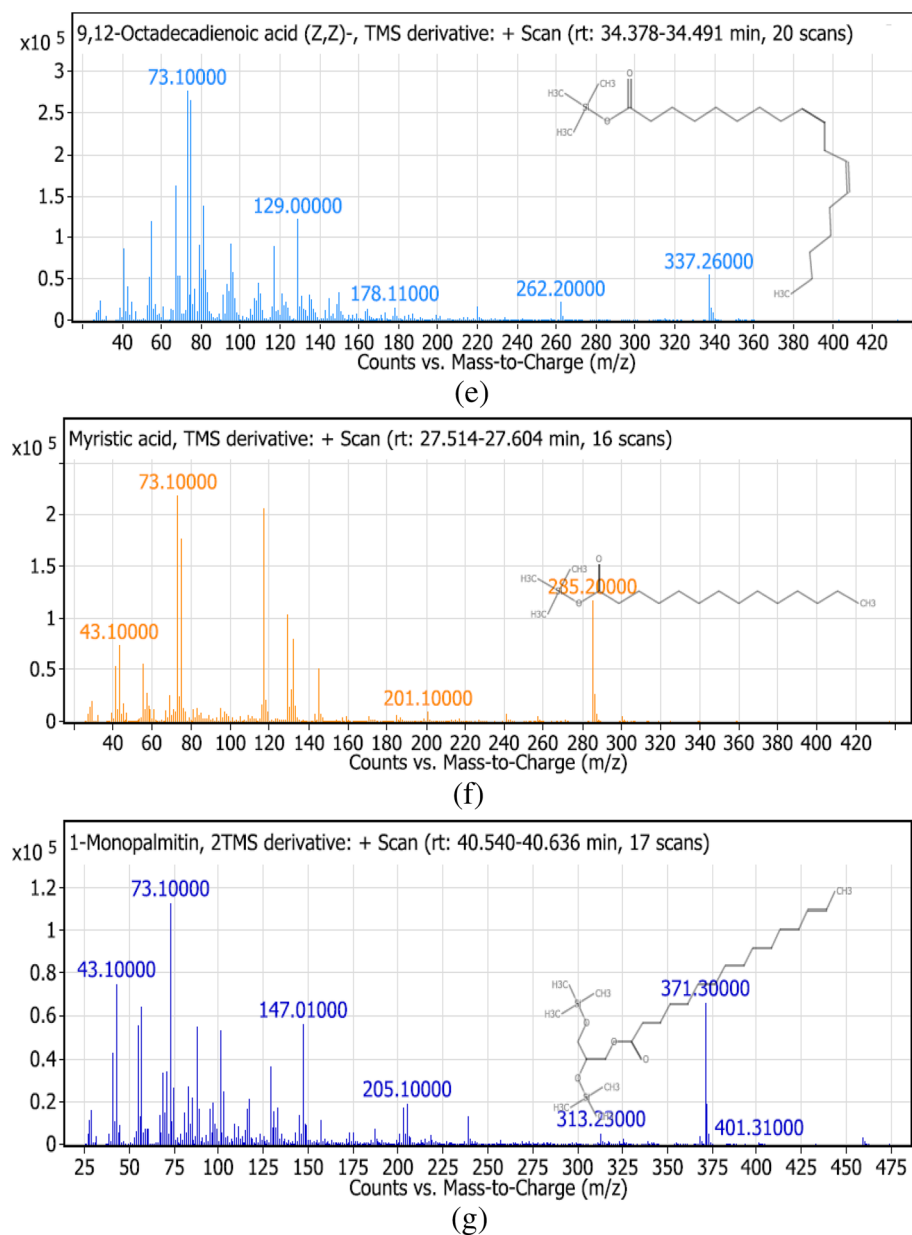 9,12-Octadecadienoic acid (Z,Z)-, TMS derivative: + Scan (rt: 34.378-34.491 min, 20 scans)
x10 5
3
2.5
2
1.5
1
0.5
0
73.10000
129.00000
178.11000
262.20000
337.26000
H3C
CH3
Si
O
O
H3C
H3C
40 60 80 100 120 140 160 180 200 220 240 260 280 300 320 340 360 380 400 420
Counts vs. Mass-to-Charge (m/z)
(e)
Myristic acid, TMS derivative: + Scan (rt: 27.514-27.604 min, 16 scans)
x10 5
2
1.5
1
0.5
0
73.10000
43.10000
201.10000
285.20000
H3C
CH3
Si
O
O
H3C
CH3
40 60 80 100 120 140 160 180 200 220 240 260 280 300 320 340 360 380 400 420
Counts vs. Mass-to-Charge (m/z)
(f)
1-Monopalmitin, 2TMS derivative: + Scan (rt: 40.540-40.636 min, 17 scans)
x10 5
1.2
1
0.8
0.6
0.4
0.2
0
73.10000
43.10000
147.01000
205.10000
313.23000
371.30000
401.31000
CH3
H3C
CH3
Si
H3C
O
O
O
O
CH3
Si
H3C
25 50 75 100 125 150 175 200 225 250 275 300 325 350 375 400 425 450 475
Counts vs. Mass-to-Charge (m/z)
(g)